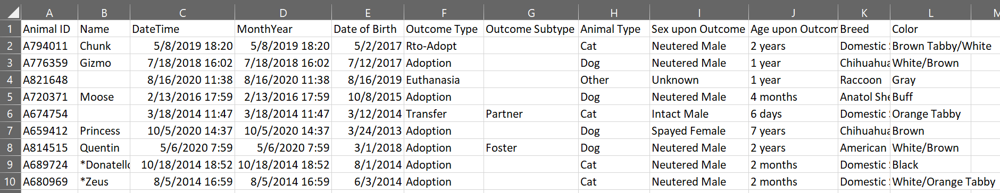 A B C D E F G H I J K L M
1 Animal ID Name DateTime MonthYear Date of Birth Outcome Type Outcome Subtype Animal Type Sex upon Outcome Age upon Outcom Breed Color
2 A794011 Chunk 5/8/2019 18:20 5/8/2019 18:20 5/2/2017 Rto-Adopt Cat Neutered Male 2 years Domestic Brown Tabby/White
3 A776359 Gizmo 7/18/2018 16:02 7/18/2018 16:02 7/12/2017 Adoption Dog Neutered Male 1 year Chihuahua White/Brown
4 A821648 8/16/2020 11:38 8/16/2020 11:38 8/16/2019 Euthanasia Other Unknown 1 year Raccoon Gray
5 A720371 Moose 2/13/2016 17:59 2/13/2016 17:59 10/8/2015 Adoption Dog Neutered Male 4 months Anatol She Buff
6 A674754 3/18/2014 11:47 3/18/2014 11:47 3/12/2014 Transfer Partner Cat Intact Male 6 days Domestic Orange Tabby
7 A659412 Princess 10/5/2020 14:37 10/5/2020 14:37 3/24/2013 Adoption Dog Spayed Female 7 years Chihuahua Brown
8 A814515 Quentin 5/6/2020 7:59 5/6/2020 7:59 3/1/2018 Adoption Foster Dog Neutered Male 2 years American White/Brown
9 A689724 *Donatello 10/18/2014 18:52 10/18/2014 18:52 8/1/2014 Adoption Cat Neutered Male 2 months Domestic Black
10 A680969 *Zeus 8/5/2014 16:59 8/5/2014 16:59 6/3/2014 Adoption Cat Neutered Male 2 months Domestic White/Orange Tabby